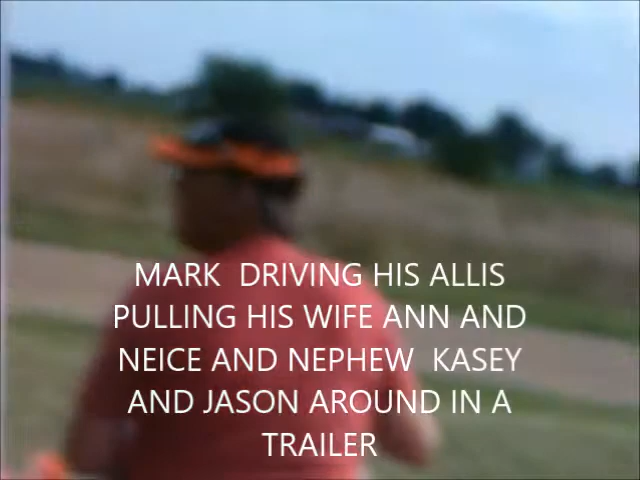 MARK  DRIVING HIS ALLIS
PULLING HIS WIFE ANN AND
NEICE AND NEPHEW  KASEY
AND JASON AROUND IN A
TRAILER